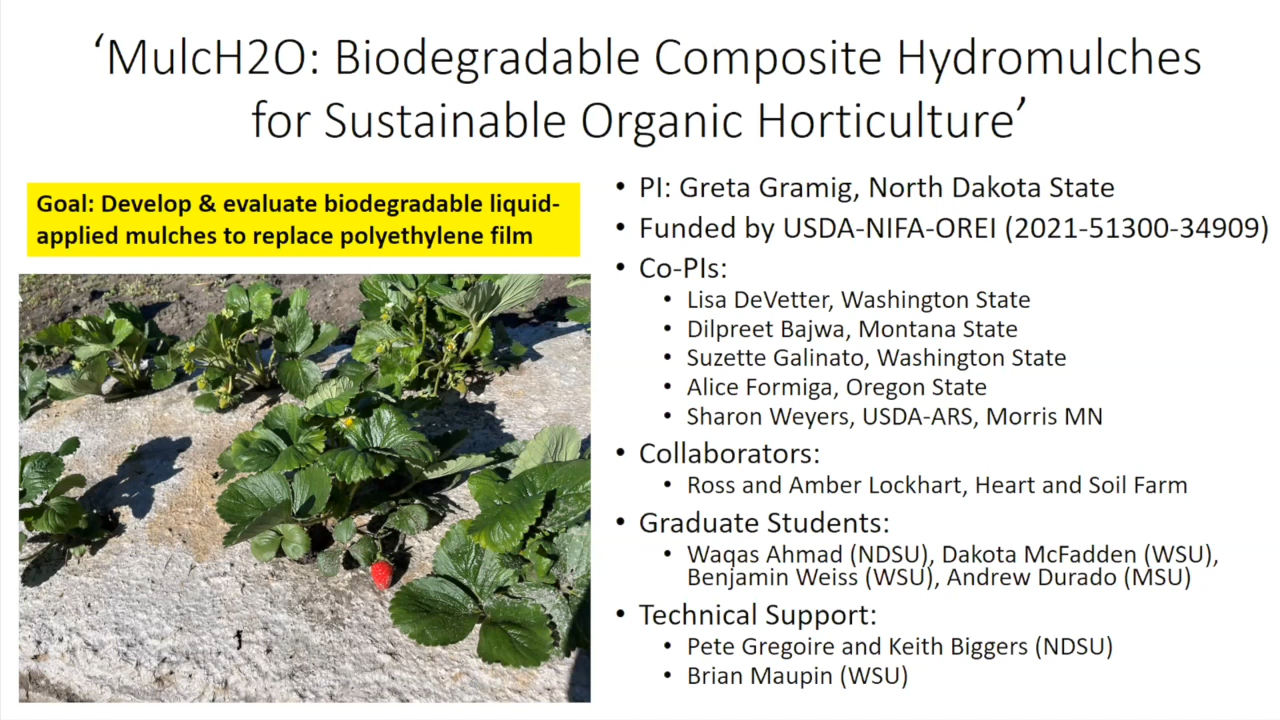 ‘MulcH2O: Biodegradable Composite Hydromulches
for Sustainable Organic Horticulture’
Goal: Develop & evaluate biodegradable liquid-
applied mulches to replace polyethylene film
• PI: Greta Gramig, North Dakota State
• Funded by USDA-NIFA-OREI (2021-51300-34909)
• Co-PIs:
• Lisa DeVetter, Washington State
• Dilpreet Bajwa, Montana State
• Suzette Galinato, Washington State
• Alice Formiga, Oregon State
• Sharon Weyers, USDA-ARS, Morris MN
• Collaborators:
• Ross and Amber Lockhart, Heart and Soil Farm
• Graduate Students:
• Waqas Ahmad (NDSU), Dakota McFadden (WSU),
Benjamin Weiss (WSU), Andrew Durado (MSU)
• Technical Support:
• Pete Gregoire and Keith Biggers (NDSU)
• Brian Maupin (WSU)